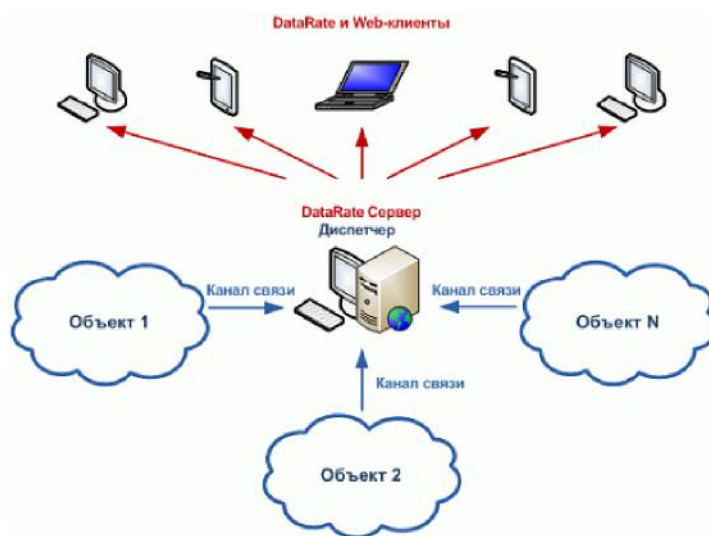 DataRate и Web-клиенты
DataRate Сервер
Диспетчер
Канал связи
Канал связи
Объект 1
Объект N
Канал связи
Объект 2